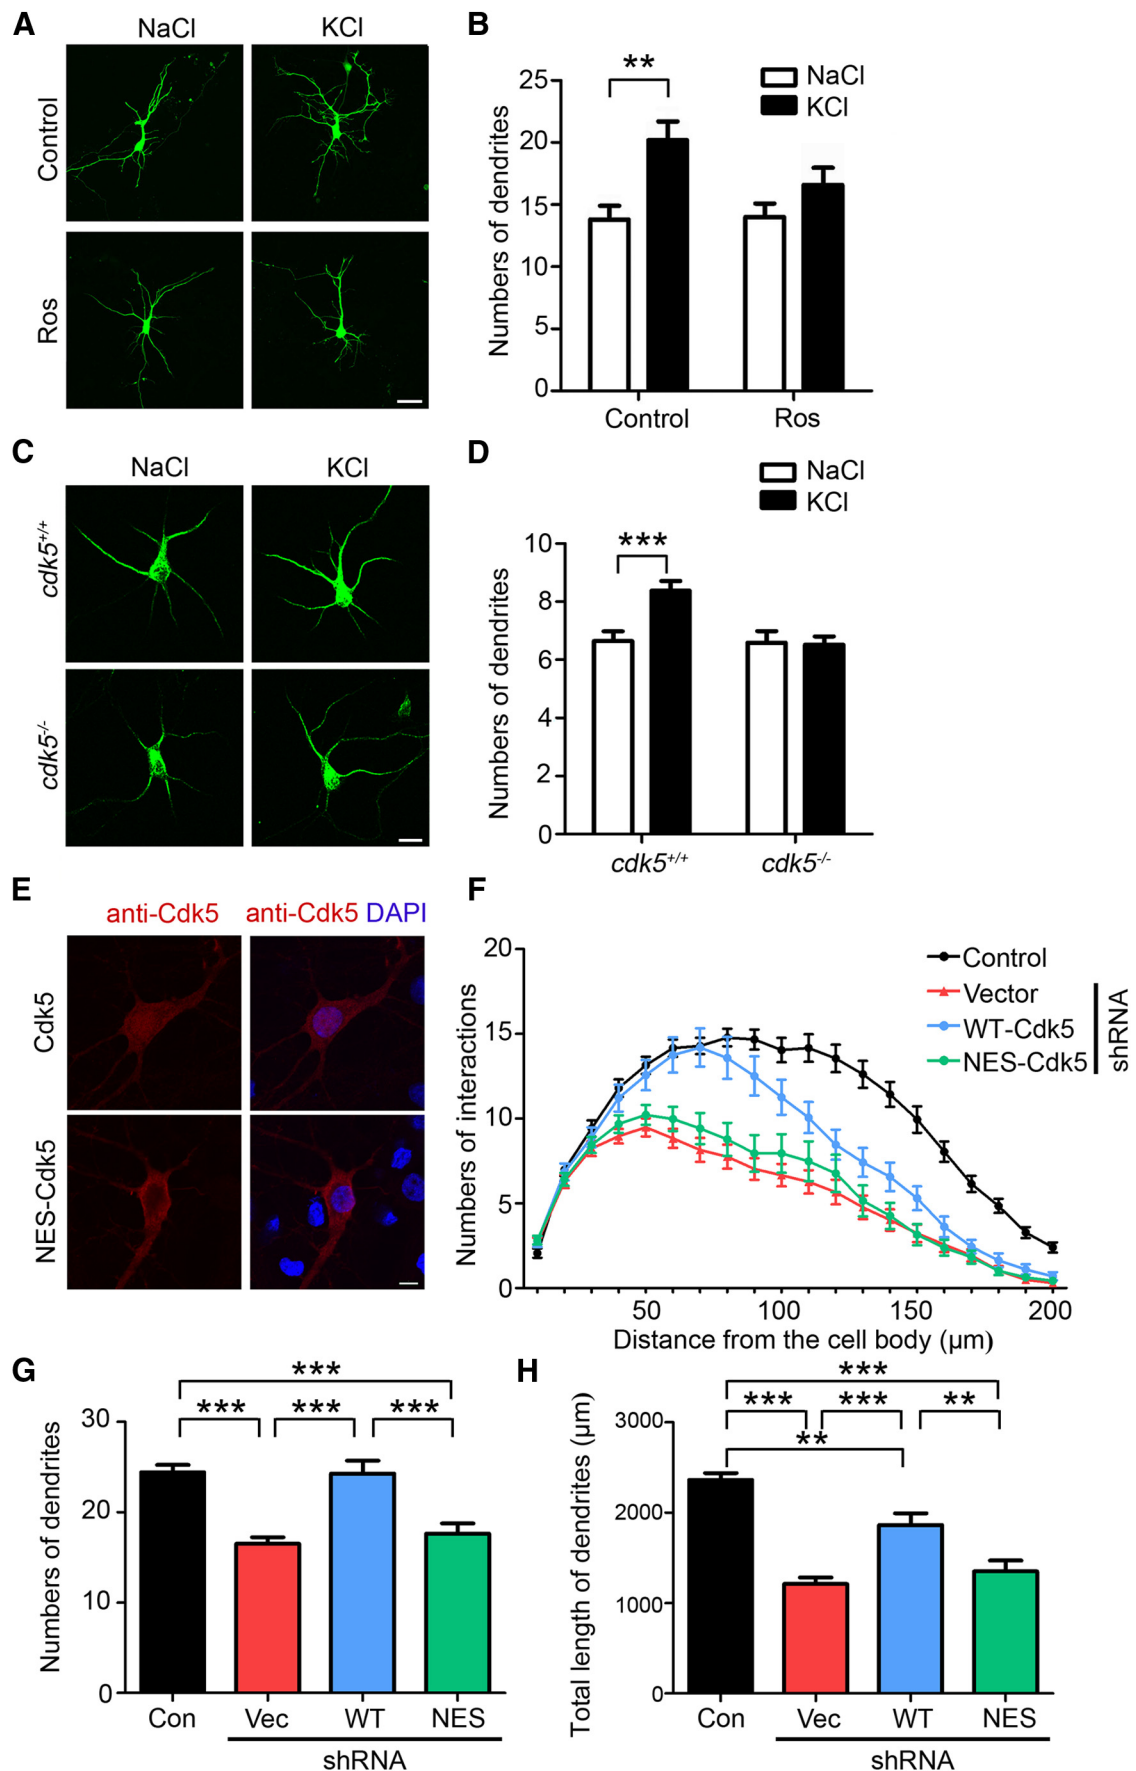 A
NaCl KCl
Control
Ros
B
** NaCl
KCl
Numbers of dendrites
25
20
15
10
5
0
Control Ros
C
NaCl KCl
cdk5+/+
cdk5-/-
D
NaCl
KCl
***
Numbers of dendrites
10
8
6
4
2
0
cdk5+/+ cdk5-/-
E
anti-Cdk5 anti-Cdk5 DAPI
Cdk5
NES-Cdk5
F
Numbers of interactions
20
15
10
5
0
50 100 150 200
Distance from the cell body (µm)
Control
Vector
WT-Cdk5
NES-Cdk5
shRNA
G
***
*** *** ***
Numbers of dendrites
30
20
10
0
Con Vec WT NES
shRNA
H
***
*** *** **
**
Total length of dendrites (µm)
3000
2000
1000
0
Con Vec WT NES
shRNA